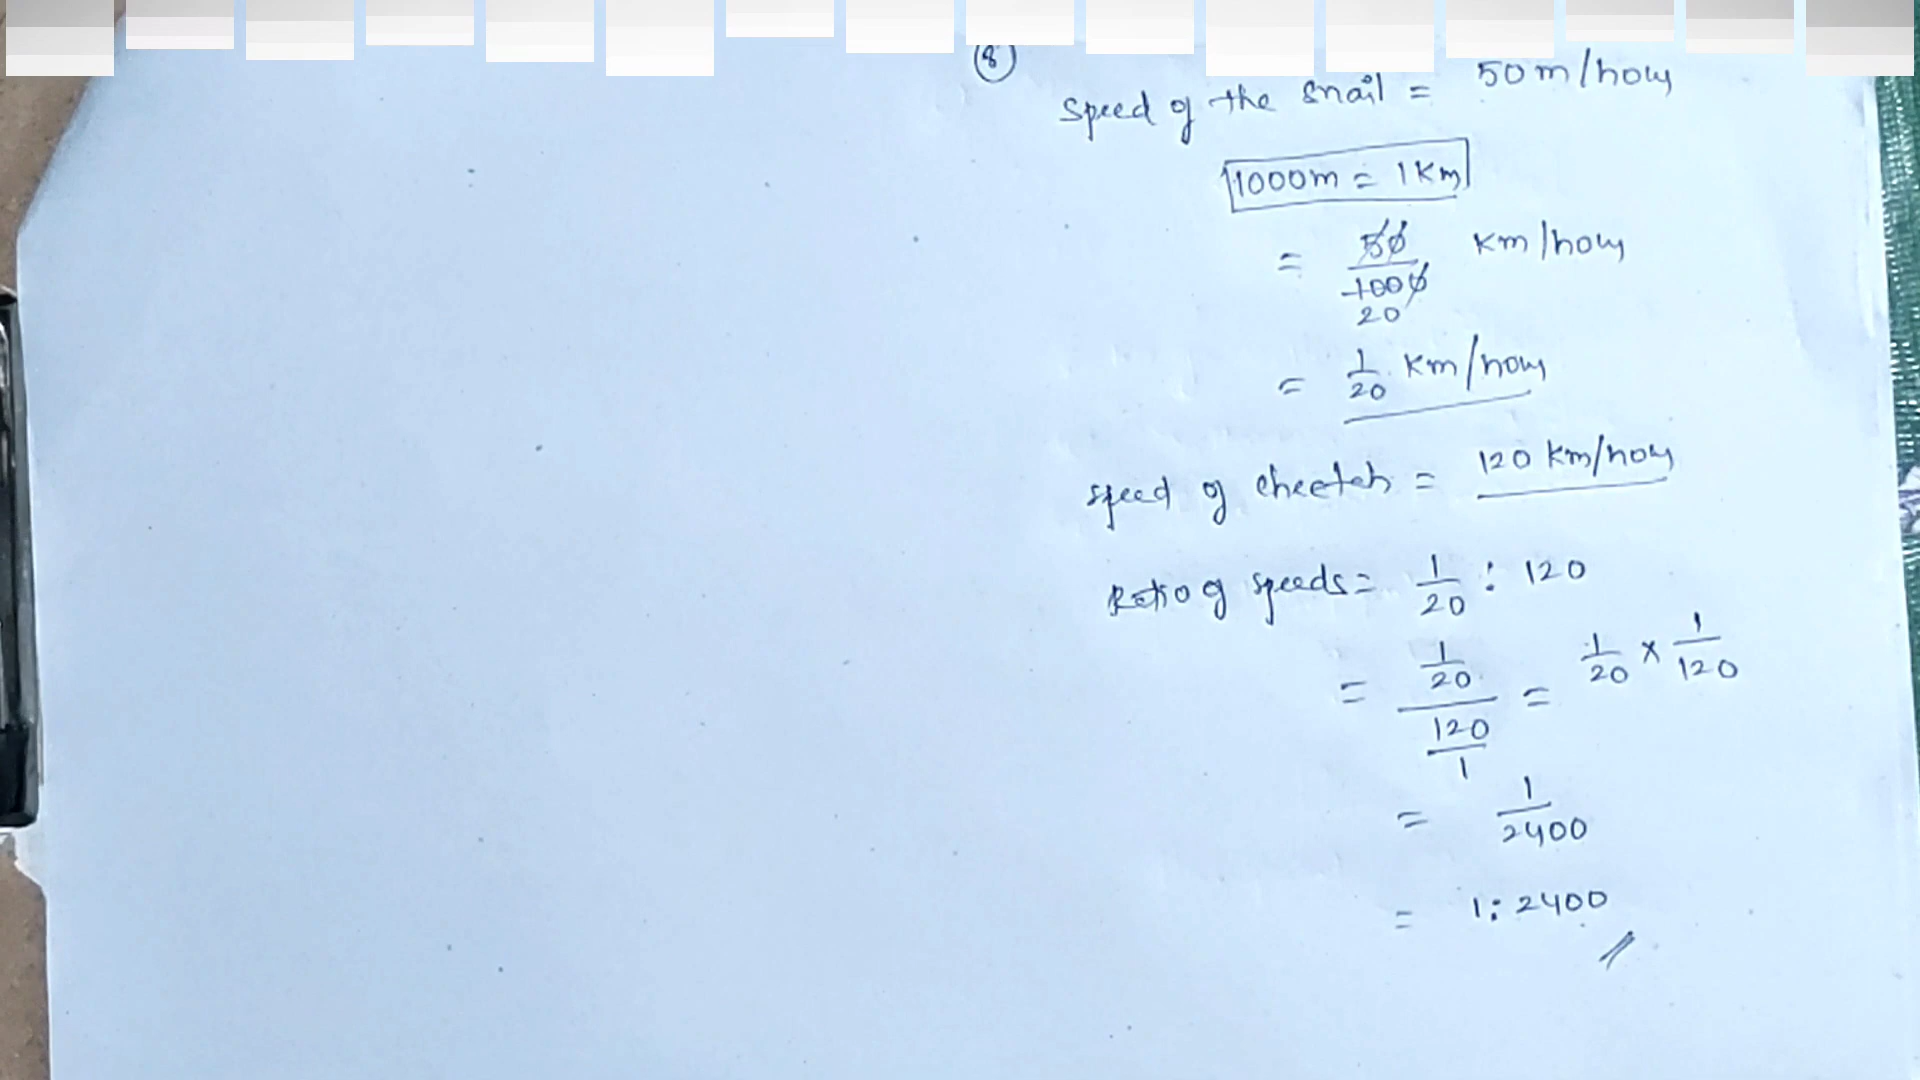 8
Speed of the snail = 50 m/hour
1000m = 1 Km
= 50/1000 Km/hour
20
= 1/20 Km/hour
Speed of cheetah = 120 Km/hour
Ratio of speeds = 1/20 : 120
= 1/20 / 120/1 = 1/20 × 1/120
= 1/2400
= 1 : 2400